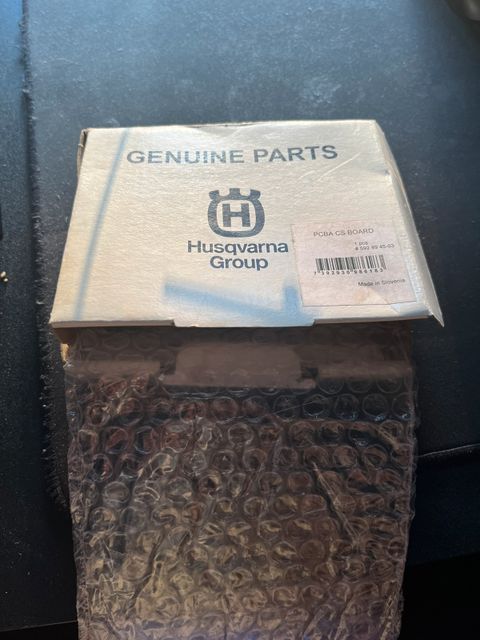 GENUINE PARTS
H
Husqvarna
Group
PCBA CS BOARD
1 pcs
Made in Slovenia